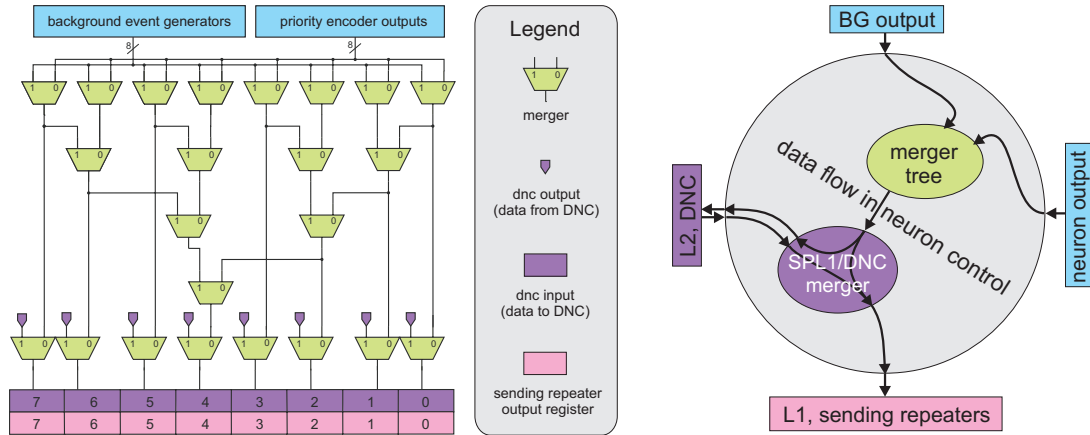 background event generators
priority encoder outputs
8
8
1 0 1 0 1 0 1 0 1 0 1 0 1 0 1 0
1 0 1 0 1 0 1 0
1 0 1 0
1 0
1 0 1 0 1 0 1 0 1 0 1 0 1 0 1 0
7 6 5 4 3 2 1 0
7 6 5 4 3 2 1 0
Legend
1 0
merger
dnc output
(data from DNC)
dnc input
(data to DNC)
sending repeater
output register
BG output
merger
tree
data flow in neuron control
neuron output
L2, DNC
SPL1/DNC
merger
L1, sending repeaters